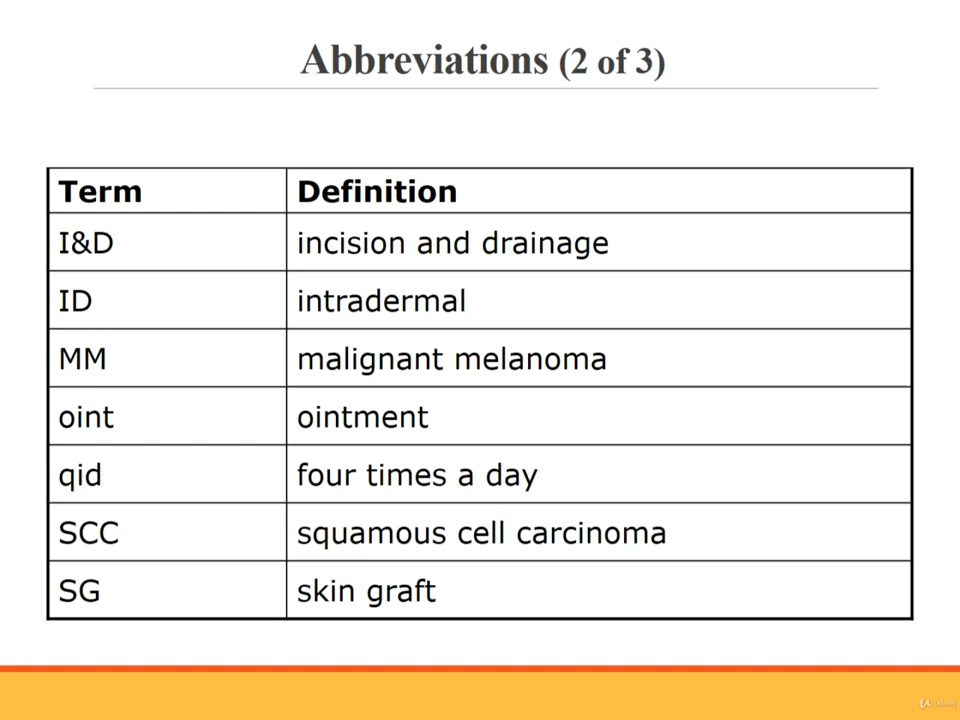 Abbreviations (2 of 3)
Term Definition
I&D incision and drainage
ID intradermal
MM malignant melanoma
oint ointment
qid four times a day
SCC squamous cell carcinoma
SG skin graft
Udemy